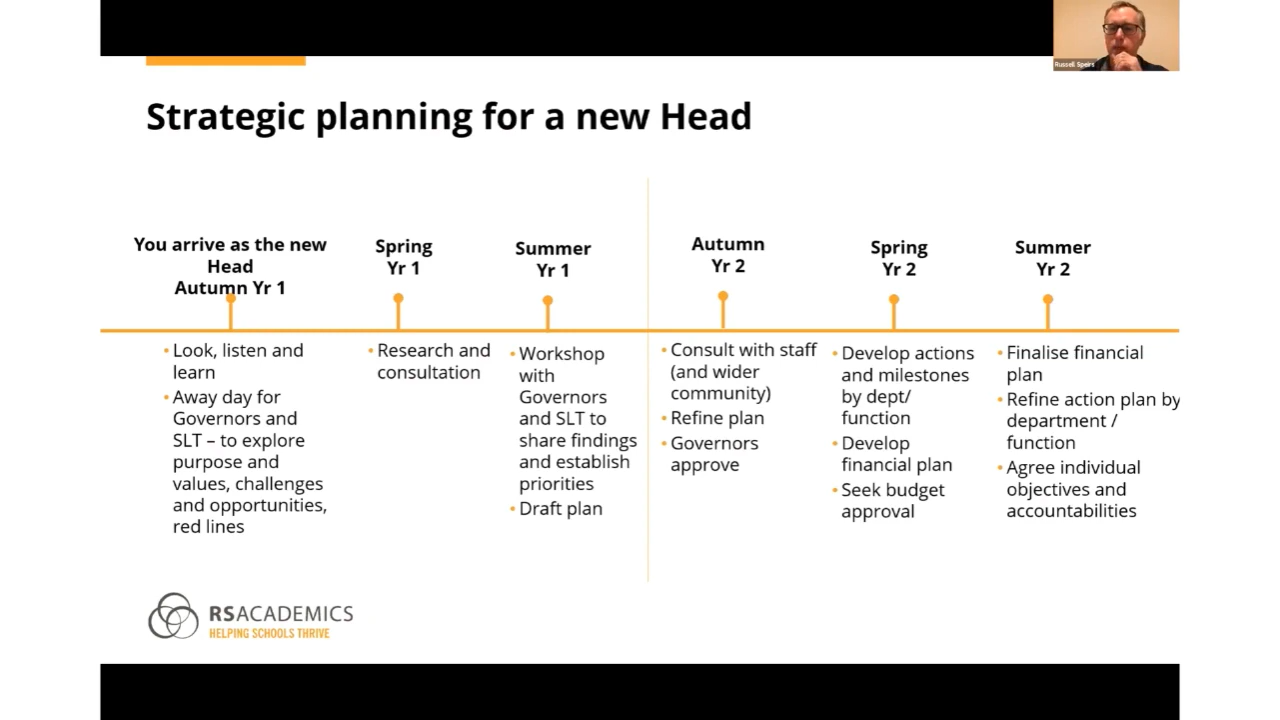 Russell Speirs
Strategic planning for a new Head
You arrive as the new
Head
Autumn Yr 1
• Look, listen and
learn
• Away day for
Governors and
SLT – to explore
purpose and
values, challenges
and opportunities,
red lines
Spring
Yr 1
• Research and
consultation
Summer
Yr 1
• Workshop
with
Governors
and SLT to
share findings
and establish
priorities
• Draft plan
Autumn
Yr 2
• Consult with staff
(and wider
community)
• Refine plan
• Governors
approve
Spring
Yr 2
• Develop actions
and milestones
by dept/
function
• Develop
financial plan
• Seek budget
approval
Summer
Yr 2
• Finalise financial
plan
• Refine action plan by
department /
function
• Agree individual
objectives and
accountabilities
RSACADEMICS
HELPING SCHOOLS THRIVE